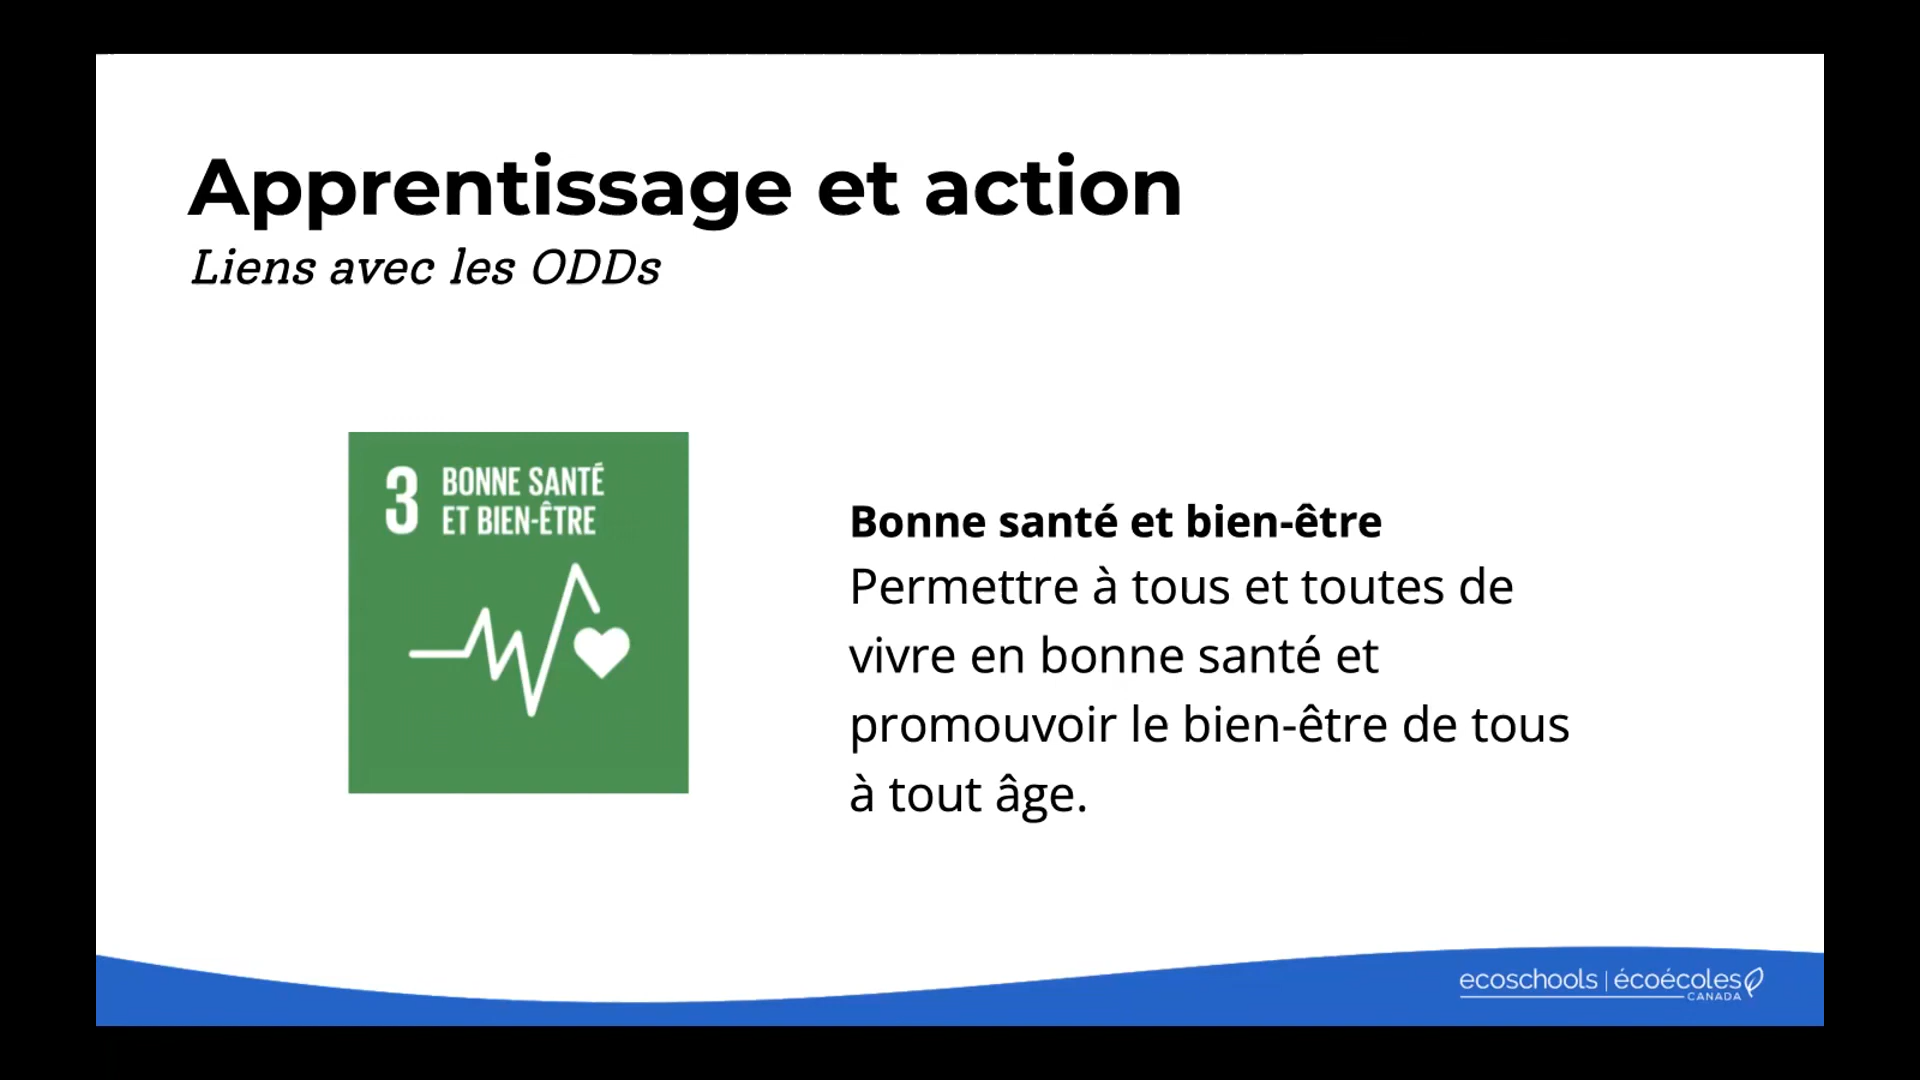 Apprentissage et action
Liens avec les ODDs
3 BONNE SANTÉ
ET BIEN-ÊTRE
Bonne santé et bien-être
Permettre à tous et toutes de
vivre en bonne santé et
promouvoir le bien-être de tous
à tout âge.
ecoschools | écoécoles
CANADA